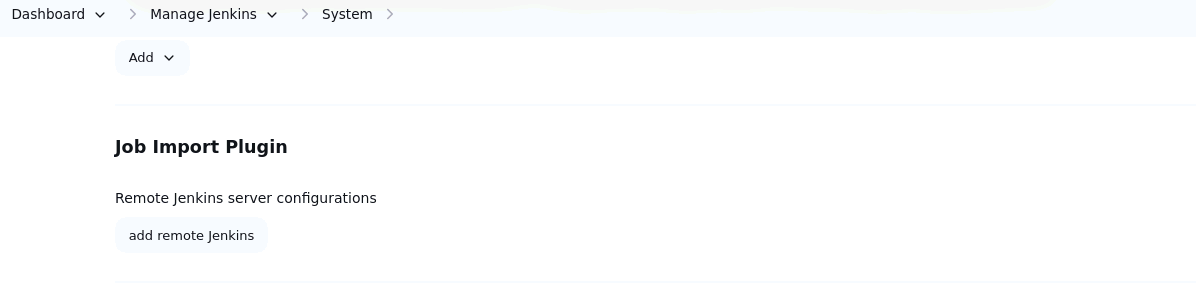 Dashboard Manage Jenkins System
Add
Job Import Plugin
Remote Jenkins server configurations
add remote Jenkins